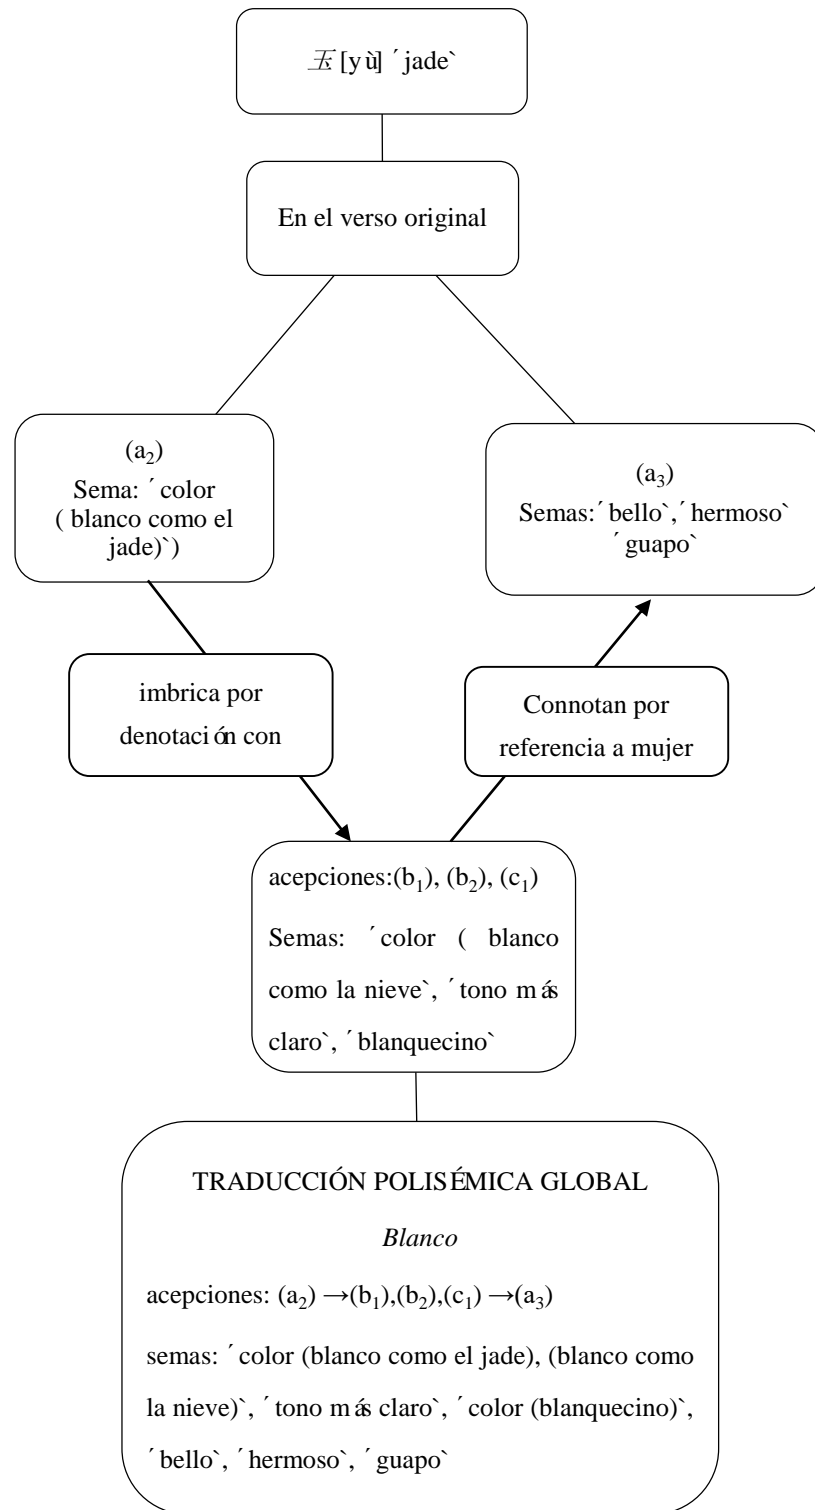 玉 [yù] ´jade`
En el verso original
(a₂)
Sema: ´color
( blanco como el
jade)`)
(a₃)
Semas:´bello`,´hermoso`
´guapo`
imbrica por
denotación con
Connotan por
referencia a mujer
acepciones:(b₁), (b₂), (c₁)
Semas: ´color ( blanco
como la nieve`, ´tono más
claro`, ´blanquecino`
TRADUCCIÓN POLISÉMICA GLOBAL
Blanco
acepciones: (a₂) →(b₁),(b₂),(c₁) →(a₃)
semas: ´color (blanco como el jade), (blanco como
la nieve)`, ´tono más claro`, ´color (blanquecino)`,
´bello`, ´hermoso`, ´guapo`